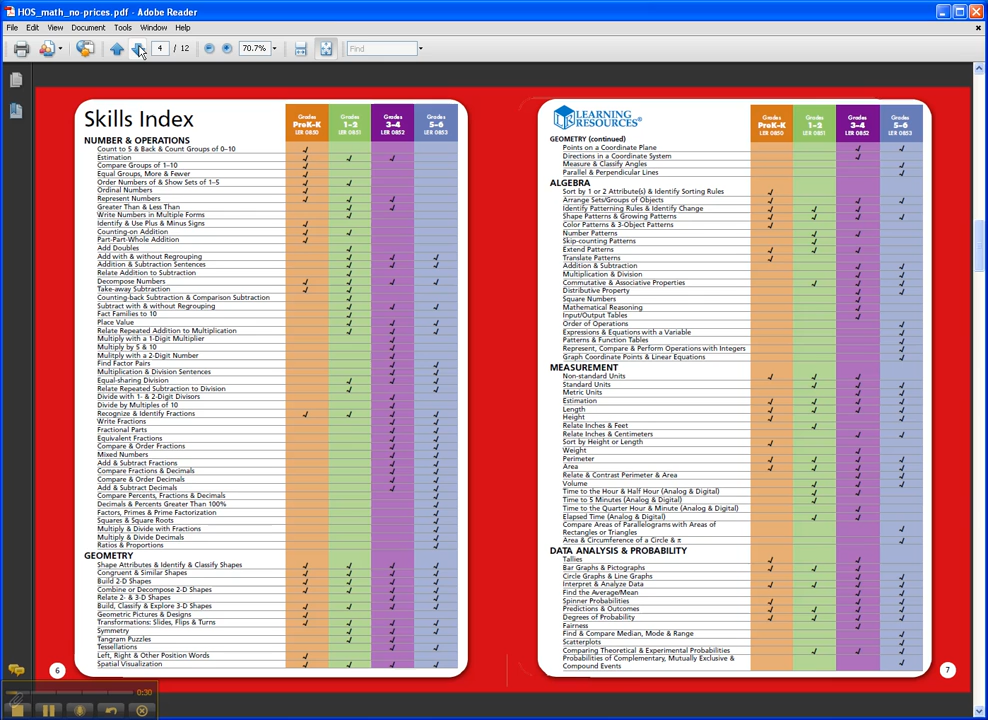 HOS_math_no-prices.pdf - Adobe Reader
File Edit View Document Tools Window Help
4 / 12 70.7% Find
Skills Index
Grades PreK-K LER 0850
Grades 1-2 LER 0851
Grades 3-4 LER 0852
Grades 5-6 LER 0853
NUMBER & OPERATIONS
Count to 5 & Back & Count Groups of 0-10
Estimation
Compare Groups of 1-10
Equal Groups, More & Fewer
Order Numbers of & Show Sets of 1-5
Ordinal Numbers
Represent Numbers
Greater Than & Less Than
Write Numbers in Multiple Forms
Identify & Use Plus & Minus Signs
Counting-on Addition
Part-Part-Whole Addition
Add Doubles
Add with & without Regrouping
Addition & Subtraction Sentences
Relate Addition to Subtraction
Decompose Numbers
Take-away Subtraction
Counting-back Subtraction & Comparison Subtraction
Subtract with & without Regrouping
Fact Families to 10
Place Value
Relate Repeated Addition to Multiplication
Multiply with a 1-Digit Multiplier
Multiply by 5 & 10
Mulitply with a 2-Digit Number
Find Factor Pairs
Multiplication & Division Sentences
Equal-sharing Division
Relate Repeated Subtraction to Division
Divide with 1- & 2-Digit Divisors
Divide by Multiples of 10
Recognize & Identify Fractions
Write Fractions
Fractional Parts
Equivalent Fractions
Compare & Order Fractions
Mixed Numbers
Add & Subtract Fractions
Compare Fractions & Decimals
Compare & Order Decimals
Add & Subtract Decimals
Compare Percents, Fractions & Decimals
Decimals & Percents Greater Than 100%
Factors, Primes & Prime Factorization
Squares & Square Roots
Multiply & Divide with Fractions
Multiply & Divide Decimals
Ratios & Proportions
GEOMETRY
Shape Attributes & Identify & Classify Shapes
Congruent & Similar Shapes
Build 2-D Shapes
Combine or Decompose 2-D Shapes
Relate 2- & 3-D Shapes
Build, Classify & Explore 3-D Shapes
Geometric Pictures & Designs
Transformations: Slides, Flips & Turns
Symmetry
Tangram Puzzles
Tessellations
Left, Right & Other Position Words
Spatial Visualization
6
LEARNING RESOURCES®
Grades PreK-K LER 0850
Grades 1-2 LER 0851
Grades 3-4 LER 0852
Grades 5-6 LER 0853
GEOMETRY (continued)
Points on a Coordinate Plane
Directions in a Coordinate System
Measure & Classify Angles
Parallel & Perpendicular Lines
ALGEBRA
Sort by 1 or 2 Attribute(s) & Identify Sorting Rules
Arrange Sets/Groups of Objects
Identify Patterning Rules & Identify Change
Shape Patterns & Growing Patterns
Color Patterns & 3-Object Patterns
Number Patterns
Skip-counting Patterns
Extend Patterns
Translate Patterns
Addition & Subtraction
Multiplication & Division
Commutative & Associative Properties
Distributive Property
Square Numbers
Mathematical Reasoning
Input/Output Tables
Order of Operations
Expressions & Equations with a Variable
Patterns & Function Tables
Represent, Compare & Perform Operations with Integers
Graph Coordinate Points & Linear Equations
MEASUREMENT
Non-standard Units
Standard Units
Metric Units
Estimation
Length
Height
Relate Inches & Feet
Relate Inches & Centimeters
Sort by Height or Length
Weight
Perimeter
Area
Relate & Contrast Perimeter & Area
Volume
Time to the Hour & Half Hour (Analog & Digital)
Time to 5 Minutes (Analog & Digital)
Time to the Quarter Hour & Minute (Analog & Digital)
Elapsed Time (Analog & Digital)
Compare Areas of Parallelograms with Areas of
Rectangles or Triangles
Area & Circumference of a Circle & π
DATA ANALYSIS & PROBABILITY
Tallies
Bar Graphs & Pictographs
Circle Graphs & Line Graphs
Interpret & Analyze Data
Find the Average/Mean
Spinner Probabilities
Predictions & Outcomes
Degrees of Probability
Fairness
Find & Compare Median, Mode & Range
Scatterplots
Comparing Theoretical & Experimental Probabilities
Probabilities of Complementary, Mutually Exclusive &
Compound Events
7
0:30